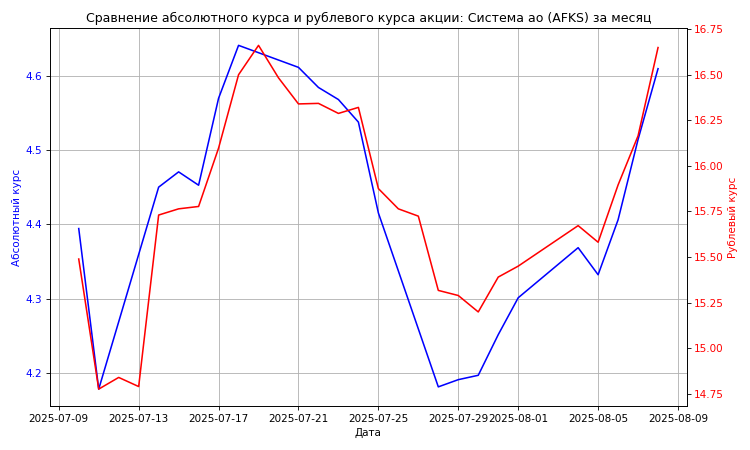 Сравнение абсолютного курса и рублевого курса акции: Система ао (AFKS) за месяц
Абсолютный курс
4.6
4.5
4.4
4.3
4.2
16.75
16.50
16.25
16.00
15.75
15.50
15.25
15.00
14.75
Рублевый курс
2025-07-09 2025-07-13 2025-07-17 2025-07-21 2025-07-25 2025-07-29 2025-08-01 2025-08-05 2025-08-09
Дата